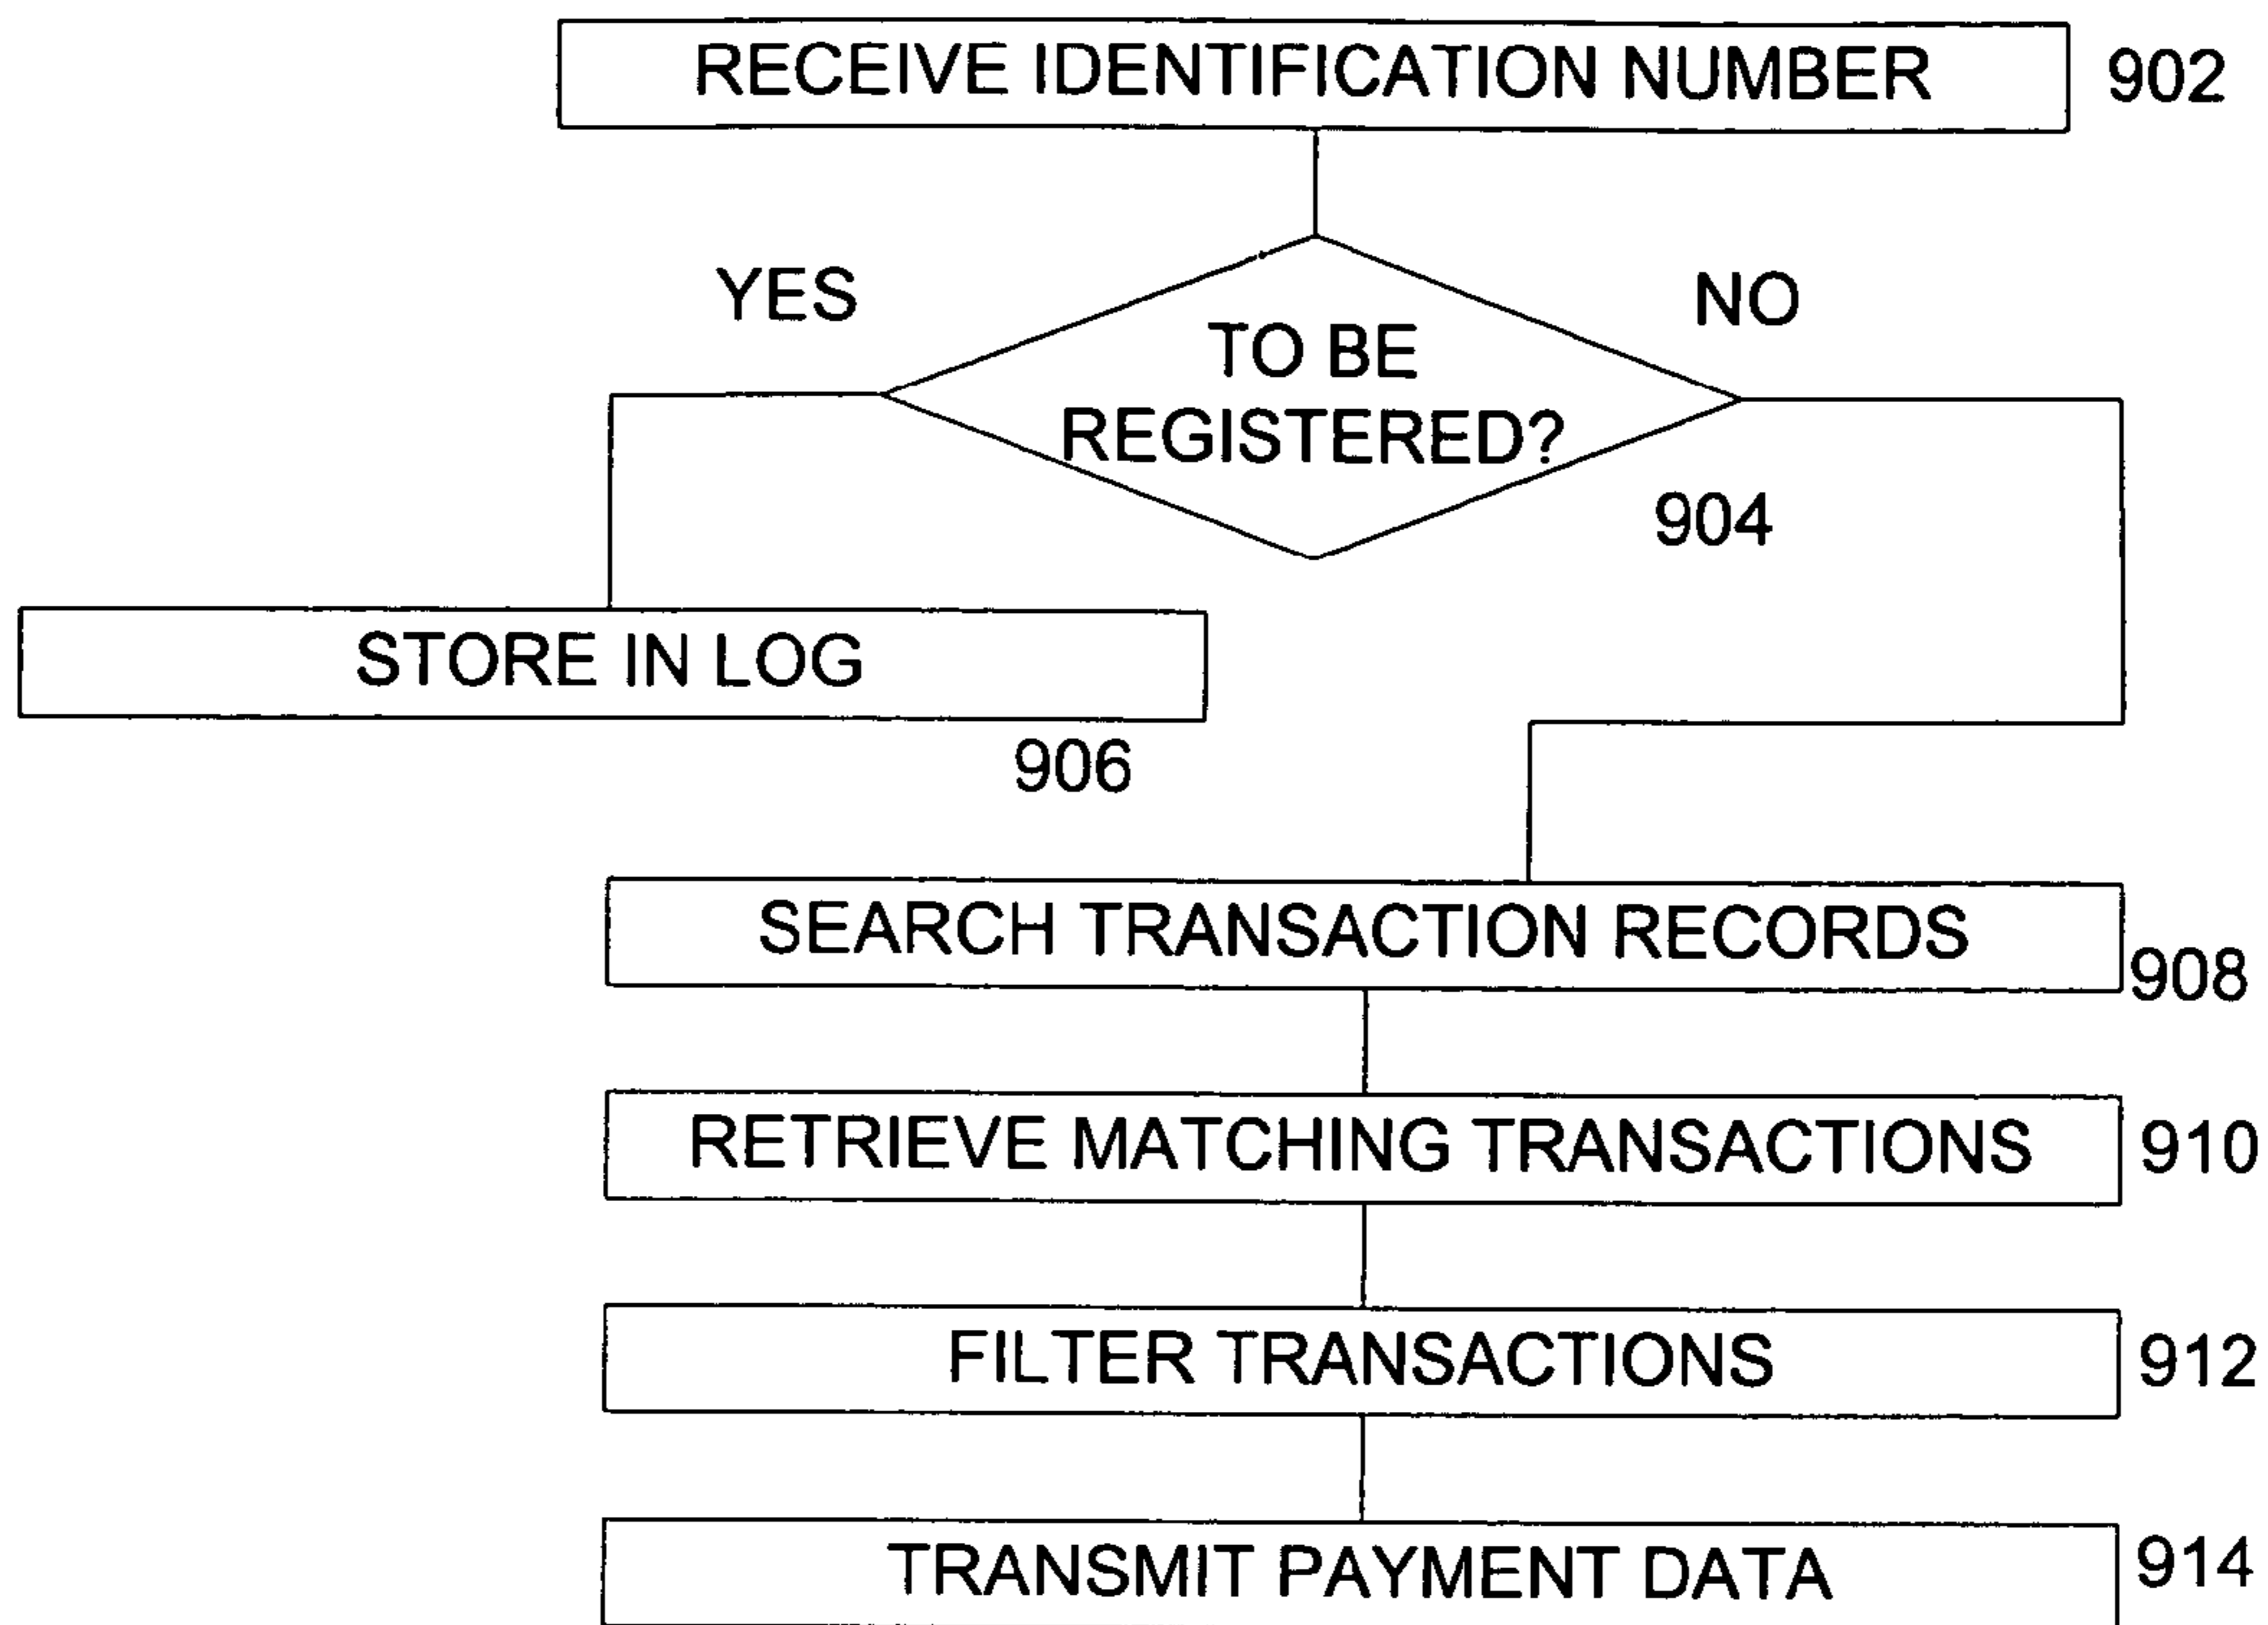 RECEIVE IDENTIFICATION NUMBER 902
YES
NO
TO BE
REGISTERED?
904
STORE IN LOG
906
SEARCH TRANSACTION RECORDS
908
RETRIEVE MATCHING TRANSACTIONS 910
FILTER TRANSACTIONS 912
TRANSMIT PAYMENT DATA 914